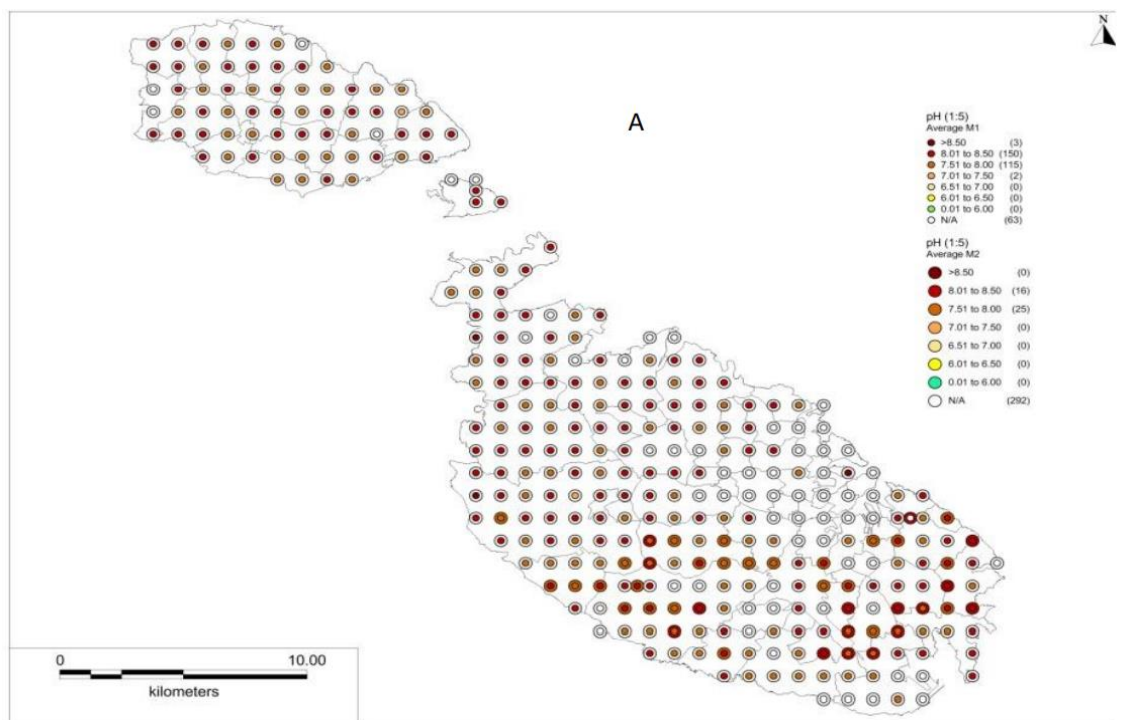 N
A
pH (1:5)
Average M1
>8.50 (3)
8.01 to 8.50 (150)
7.51 to 8.00 (115)
7.01 to 7.50 (2)
6.51 to 7.00 (0)
6.01 to 6.50 (0)
0.01 to 6.00 (0)
N/A (63)
pH (1:5)
Average M2
>8.50 (0)
8.01 to 8.50 (16)
7.51 to 8.00 (25)
7.01 to 7.50 (0)
6.51 to 7.00 (0)
6.01 to 6.50 (0)
0.01 to 6.00 (0)
N/A (292)
0 10.00
kilometers